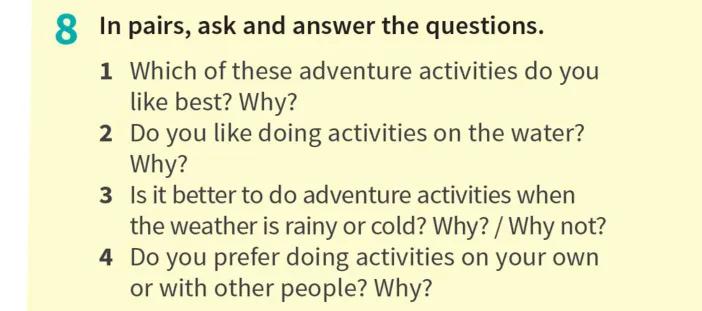 8 In pairs, ask and answer the questions.
1 Which of these adventure activities do you
like best? Why?
2 Do you like doing activities on the water?
Why?
3 Is it better to do adventure activities when
the weather is rainy or cold? Why? / Why not?
4 Do you prefer doing activities on your own
or with other people? Why?